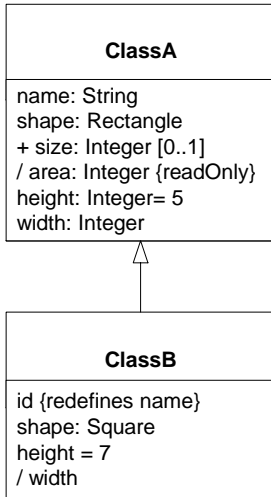 ClassA
name: String
shape: Rectangle
+ size: Integer [0..1]
/ area: Integer {readOnly}
height: Integer= 5
width: Integer
ClassB
id {redefines name}
shape: Square
height = 7
/ width